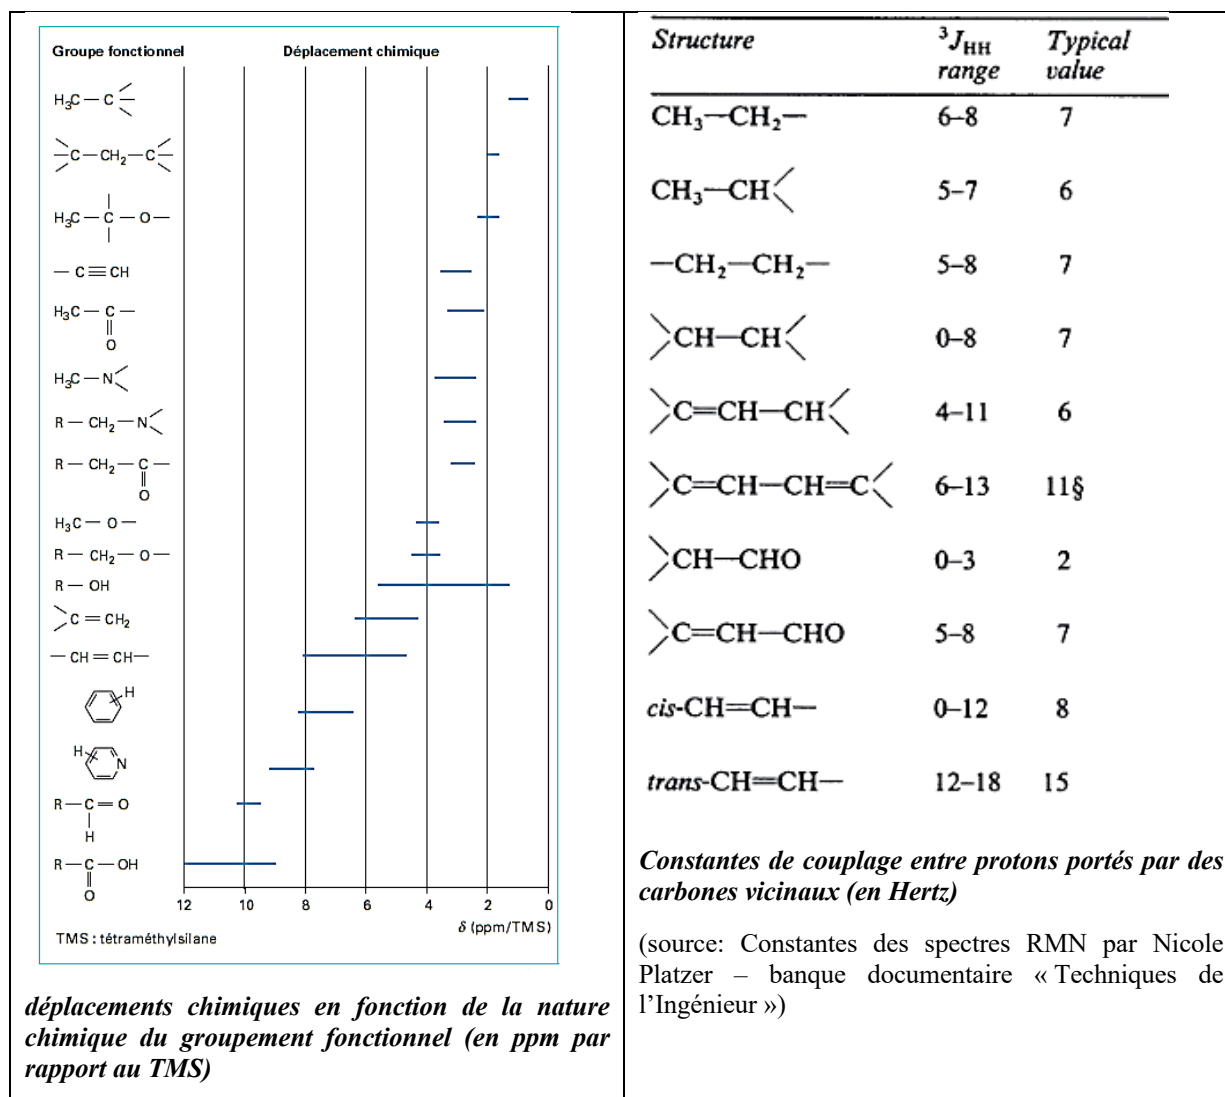 Groupe fonctionnel Déplacement chimique
H₃C — C
C — CH₂ — C
H₃C — C — O —
— C ≡ CH
H₃C — C —
O
H₃C — N
R — CH₂ — N
R — CH₂ — C —
O
H₃C — O —
R — CH₂ — O —
R — OH
C = CH₂
— CH = CH —
H
H
N
R — C = O
H
R — C — OH
O
12 10 8 6 4 2 0
δ (ppm/TMS)
TMS : tétraméthylsilane
déplacements chimiques en fonction de la nature
chimique du groupement fonctionnel (en ppm par
rapport au TMS)
Structure ³J_HH range Typical value
CH₃—CH₂— 6–8 7
CH₃—CH 5–7 6
—CH₂—CH₂— 5–8 7
CH—CH 0–8 7
C=CH—CH 4–11 6
C=CH—CH=C 6–13 11§
CH—CHO 0–3 2
C=CH—CHO 5–8 7
cis-CH=CH— 0–12 8
trans-CH=CH— 12–18 15
Constantes de couplage entre protons portés par des
carbones vicinaux (en Hertz)
(source: Constantes des spectres RMN par Nicole
Platzer – banque documentaire « Techniques de
l'Ingénieur »)